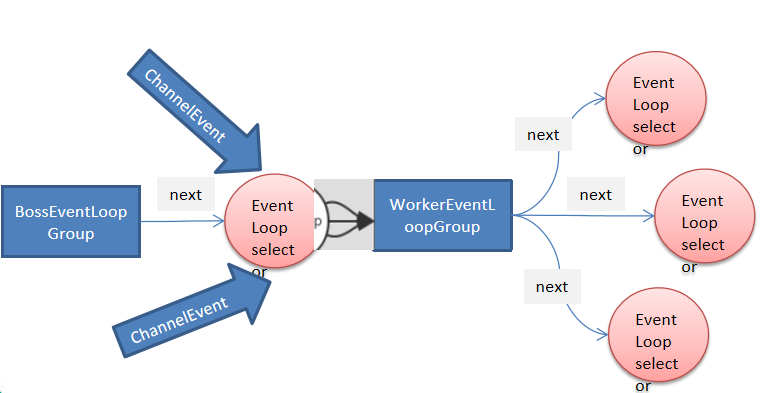 ChannelEvent
BossEventLoop
Group
next
Event
Loop
select
or
p
ChannelEvent
WorkerEventL
oopGroup
next
Event
Loop
select
or
next
Event
Loop
select
or
next
Event
Loop
select
or